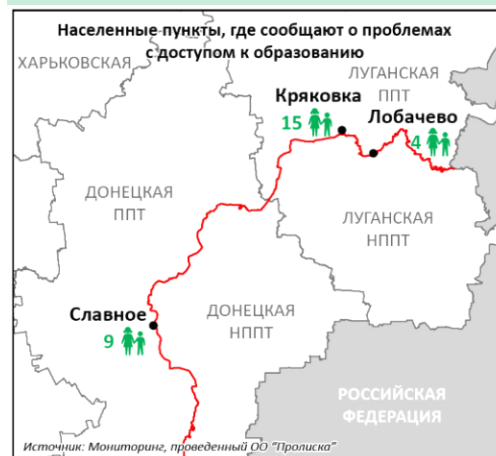 Населенные пункты, где сообщают о проблемах
с доступом к образованию
ХАРЬКОВСКАЯ
ЛУГАНСКАЯ
ППТ
Кряковка
15
Лобачево
4
ДОНЕЦКАЯ
ППТ
ЛУГАНСКАЯ
НППТ
Славное
9
ДОНЕЦКАЯ
НППТ
РОССИЙСКАЯ
ФЕДЕРАЦИЯ
Источник: Мониторинг, проведенный ОО "Пролиска"